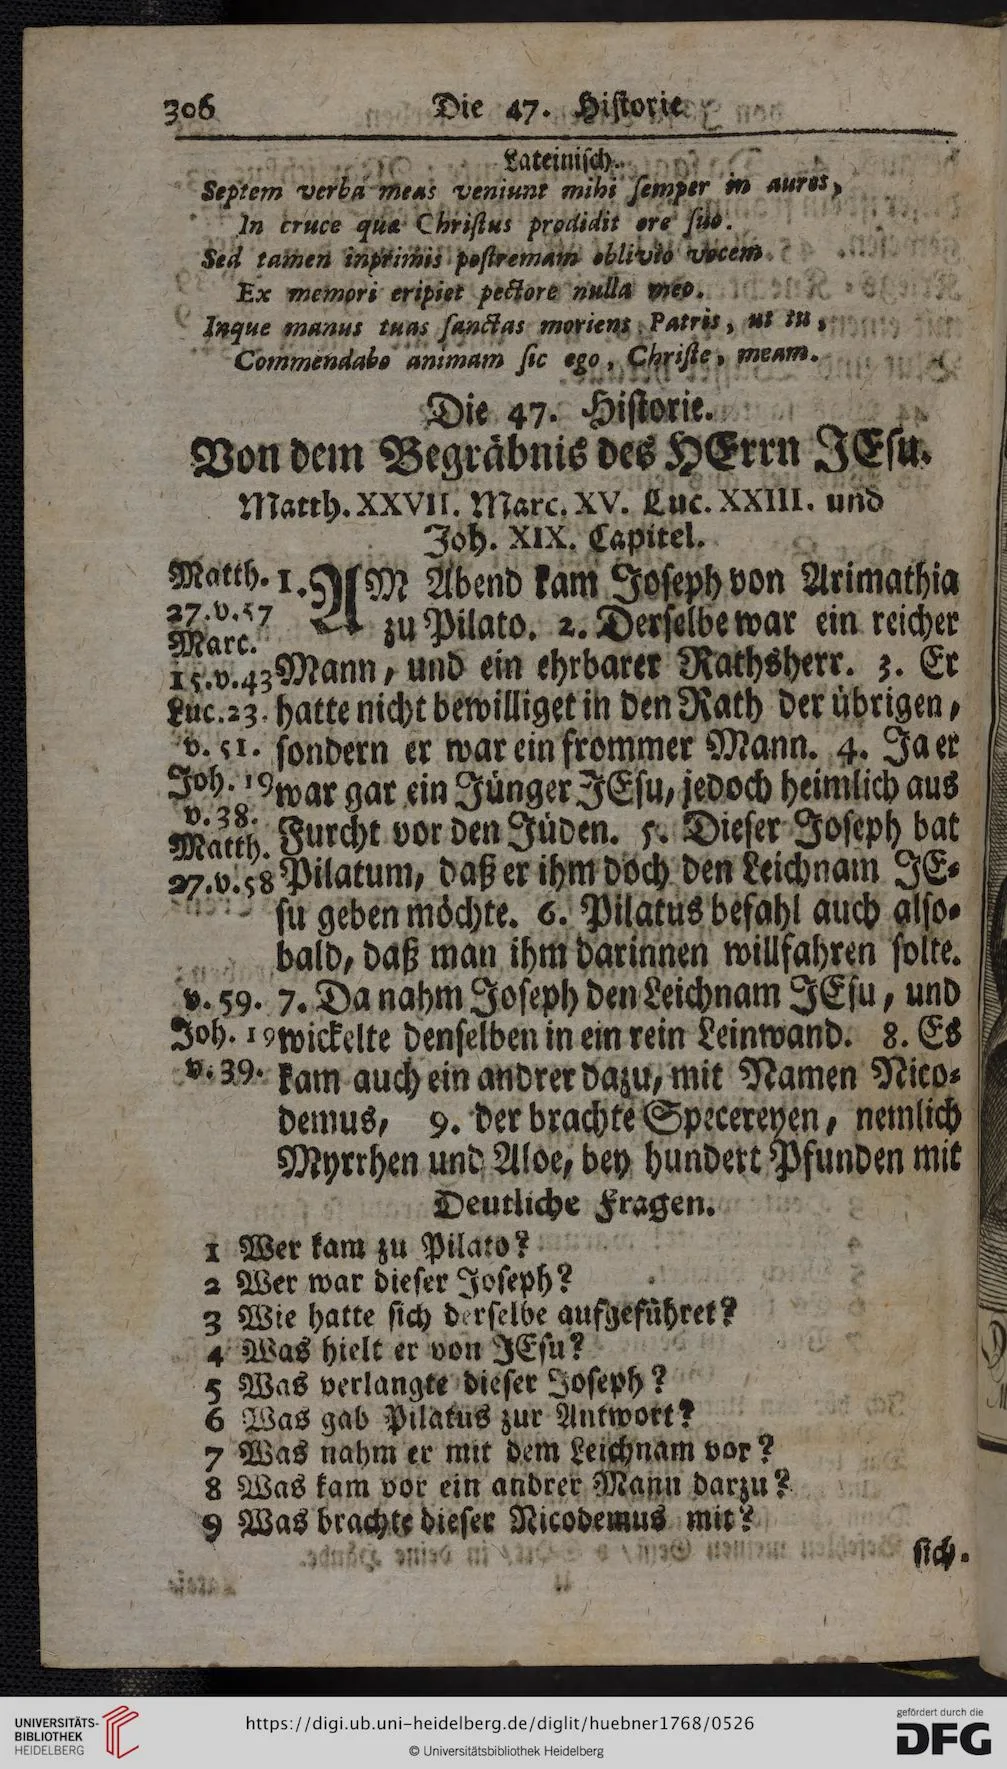 306 Die 47. Hiſtorie
Lateiniſch.
Septem verba meas veniunt mihi ſemper in aures,
In cruce quæ Chriſtus prodidit ore ſuo.
Sed tamen inprimis poſtremam oblivio vocem
Ex memori eripiet pectore nulla meo.
Inque manus tuas ſanctas moriens Patris, ut tu,
Commendabo animam ſic ego, Chriſte, meam.
Die 47. Hiſtorie.
Von dem Begräbnis des HErrn JEſu.
Matth. XXVII. Marc. XV. Luc. XXIII. und
Joh. XIX. Capitel.
Matth. 1. AM Abend kam Joſeph von Arimathia
27.v.57 zu Pilato. 2. Derſelbe war ein reicher
Marc.
15.v.43 Mann, und ein ehrbarer Rathsherr. 3. Er
Luc. 23. hatte nicht bewilliget in den Rath der übrigen,
v. 51. ſondern er war ein frommer Mann. 4. Ja er
Joh. 19 war gar ein Jünger JEſu, jedoch heimlich aus
v. 38.
Matth. Furcht vor den Jüden. 5. Dieſer Joſeph bat
27.v.58 Pilatum, daß er ihm doch den Leichnam JE-
ſu geben möchte. 6. Pilatus befahl auch alſo-
bald, daß man ihm darinnen willfahren ſolte.
v. 59. 7. Da nahm Joſeph den Leichnam JEſu, und
Joh. 19 wickelte denſelben in ein rein Leinwand. 8. Es
v. 39. kam auch ein andrer dazu, mit Namen Nico-
demus, 9. der brachte Specereyen, nemlich
Myrrhen und Aloe, bey hundert Pfunden mit
Deutliche Fragen.
1 Wer kam zu Pilato?
2 Wer war dieſer Joſeph?
3 Wie hatte ſich derſelbe aufgeführet?
4 Was hielt er von JEſu?
5 Was verlangte dieſer Joſeph?
6 Was gab Pilatus zur Antwort?
7 Was nahm er mit dem Leichnam vor?
8 Was kam vor ein andrer Mann darzu?
9 Was brachte dieſer Nicodemus mit?
ſich.
UNIVERSITÄTS-
BIBLIOTHEK
HEIDELBERG
https://digi.ub.uni-heidelberg.de/diglit/huebner1768/0526
© Universitätsbibliothek Heidelberg
gefördert durch die
DFG